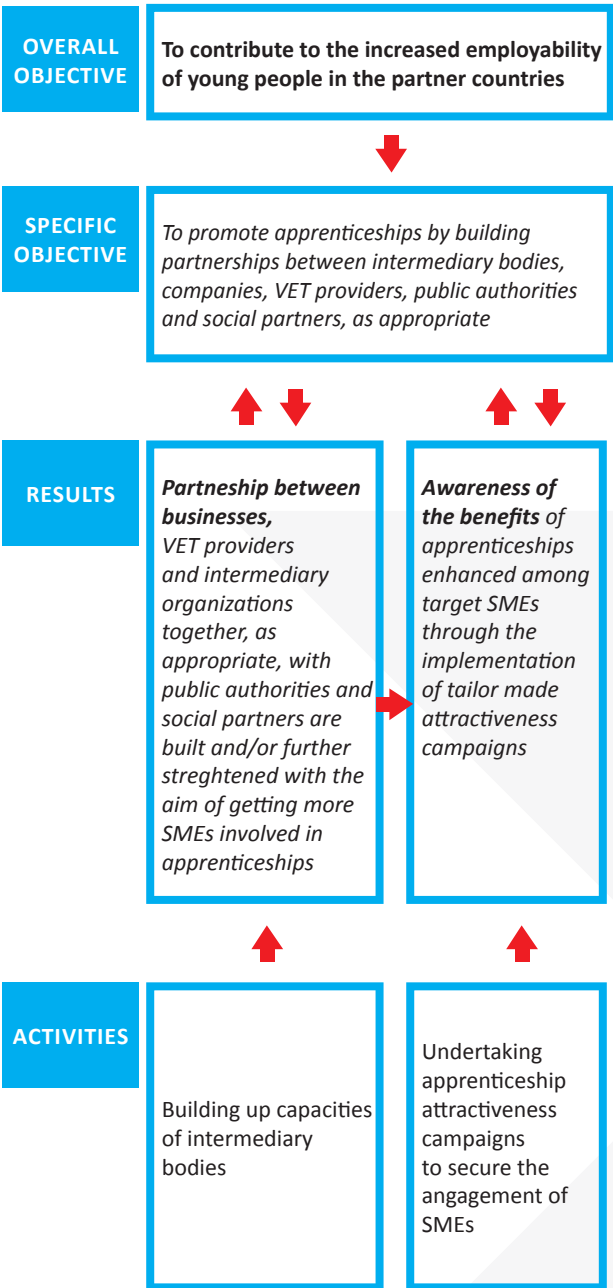 OVERALL
OBJECTIVE
To contribute to the increased employability
of young people in the partner countries
SPECIFIC
OBJECTIVE
To promote apprenticeships by building
partnerships between intermediary bodies,
companies, VET providers, public authorities
and social partners, as appropriate
RESULTS
Partneship between
businesses,
VET providers
and intermediary
organizations
together, as
appropriate, with
public authorities and
social partners are
built and/or further
streghtened with the
aim of getting more
SMEs involved in
apprenticeships
Awareness of
the benefits of
apprenticeships
enhanced among
target SMEs
through the
implementation
of tailor made
attractiveness
campaigns
ACTIVITIES
Building up capacities
of intermediary
bodies
Undertaking
apprenticeship
attractiveness
campaigns
to secure the
angagement of
SMEs